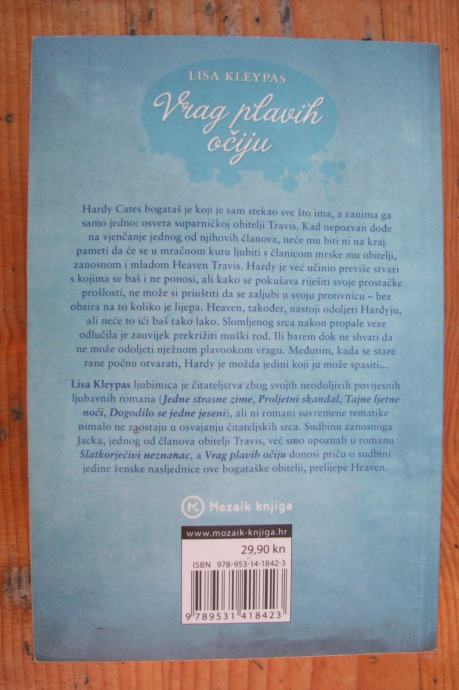 LISA KLEYPAS
Vrag plavih
očiju
Hardy Cates bogataš je koji je sam stekao sve što ima, a zanima ga
samo jedno: osveta suparničkoj obitelji Travis. Kad nepozvan dođe
na vjenčanje jednog od njihovih članova, neće mu biti ni na kraj
pameti da će se u mračnom kutu ljubiti s članicom mrske mu obitelji,
zanosnom i mladom Heaven Travis. Hardy je već učinio previše stvari
s kojima se baš i ne ponosi, ali kako se pokušava riješiti svoje prostačke
prošlosti, ne može si priuštiti da se zaljubi u svoju protivnicu – bez
obzira na to koliko je lijepa. Heaven, također, nastoji odoljeti Hardyju,
ali neće to ići baš tako lako. Slomljenog srca nakon propale veze
odlučila je zauvijek prekrižiti muški rod. Ili barem dok ne shvati da
ne može odoljeti nježnom plavookom vragu. Međutim, kada se stare
rane počnu otvarati, Hardy je možda jedini koji ju može spasiti...
Lisa Kleypas ljubimica je čitateljstva zbog svojih neodoljivih povijesnih
ljubavnih romana (Jedne strasne zime, Proljetni skandal, Tajne ljetne
noći, Dogodilo se jedne jeseni), ali ni romani suvremene tematike
nimalo ne zaostaju u osvajanju čitateljskih srca. Sudbinu zanosnoga
Jacka, jednog od članova obitelji Travis, već smo upoznali u romanu
Slatkorječivi neznanac, a Vrag plavih očiju donosi priču o sudbini
jedine ženske nasljednice ove bogataške obitelji, prelijepe Heaven.
Mozaik knjiga
www.mozaik-knjiga.hr
29,90 kn
ISBN 978-953-14-1842-3
9 789531 418423